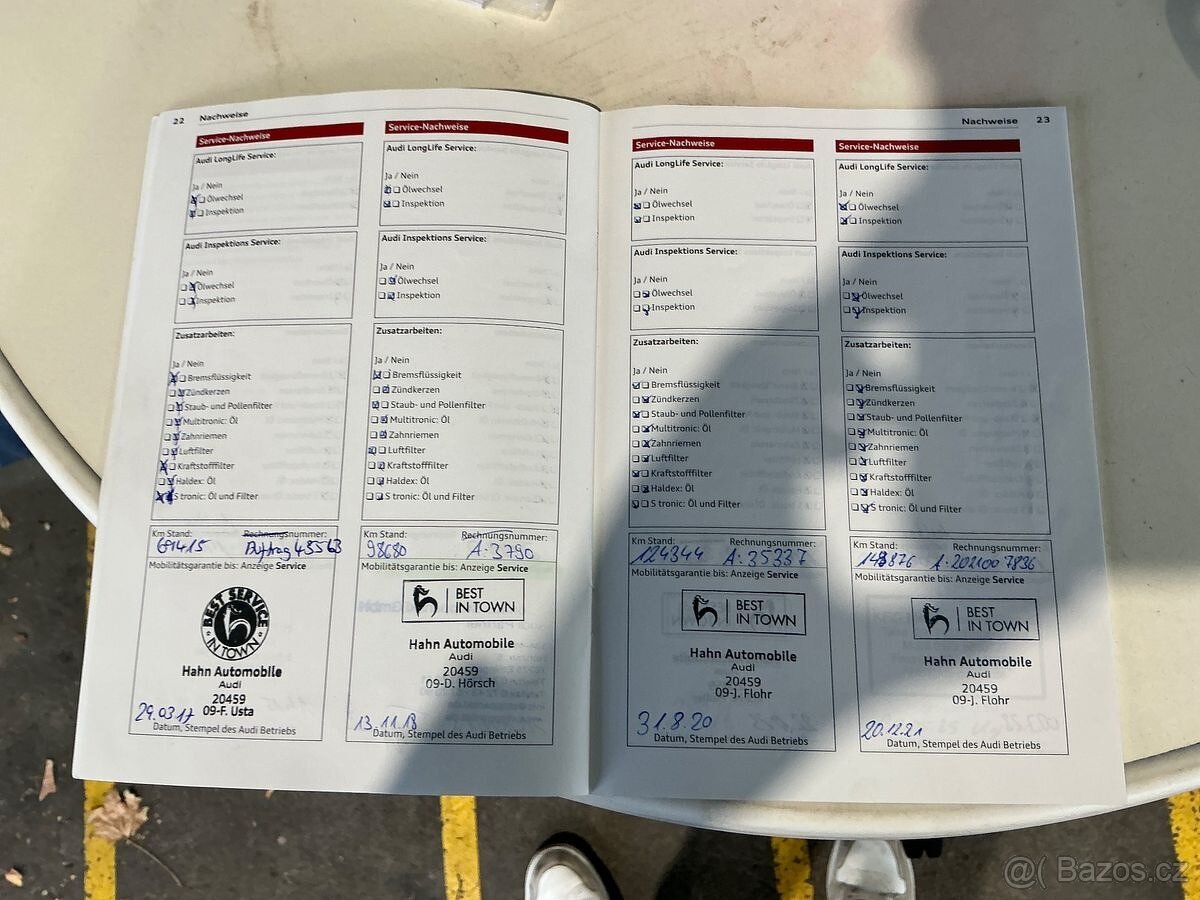 22 Nachweise
Service-Nachweise
Audi LongLife Service:
Ja / Nein
Ölwechsel
Inspektion
Audi Inspektions Service:
Ja / Nein
Ölwechsel
Inspektion
Zusatzarbeiten:
Ja / Nein
Bremsflüssigkeit
Zündkerzen
Staub- und Pollenfilter
Multitronic: Öl
Zahnriemen
Luftfilter
Kraftstofffilter
Haldex: Öl
S tronic: Öl und Filter
Km Stand: Rechnungsnummer:
69415 Auftrag 43563
Mobilitätsgarantie bis: Anzeige Service
BEST SERVICE
IN TOWN
Hahn Automobile
Audi
20459
09-F. Usta
29.03.17
Datum, Stempel des Audi Betriebs
Service-Nachweise
Audi LongLife Service:
Ja / Nein
Ölwechsel
Inspektion
Audi Inspektions Service:
Ja / Nein
Ölwechsel
Inspektion
Zusatzarbeiten:
Ja / Nein
Bremsflüssigkeit
Zündkerzen
Staub- und Pollenfilter
Multitronic: Öl
Zahnriemen
Luftfilter
Kraftstofffilter
Haldex: Öl
S tronic: Öl und Filter
Km Stand: Rechnungsnummer:
98680 A.3790
Mobilitätsgarantie bis: Anzeige Service
BEST
IN TOWN
Hahn Automobile
Audi
20459
09-D. Hörsch
Datum, Stempel des Audi Betriebs
Nachweise 23
Service-Nachweise
Audi LongLife Service:
Ja / Nein
Ölwechsel
Inspektion
Audi Inspektions Service:
Ja / Nein
Ölwechsel
Inspektion
Zusatzarbeiten:
Ja / Nein
Bremsflüssigkeit
Zündkerzen
Staub- und Pollenfilter
Multitronic: Öl
Zahnriemen
Luftfilter
Kraftstofffilter
Haldex: Öl
S tronic: Öl und Filter
Km Stand: Rechnungsnummer:
124344 A.35337
Mobilitätsgarantie bis: Anzeige Service
BEST
IN TOWN
Hahn Automobile
Audi
20459
09-J. Flohr
31.8.20
Datum, Stempel des Audi Betriebs
Service-Nachweise
Audi LongLife Service:
Ja / Nein
Ölwechsel
Inspektion
Audi Inspektions Service:
Ja / Nein
Ölwechsel
Inspektion
Zusatzarbeiten:
Ja / Nein
Bremsflüssigkeit
Zündkerzen
Staub- und Pollenfilter
Multitronic: Öl
Zahnriemen
Luftfilter
Kraftstofffilter
Haldex: Öl
S tronic: Öl und Filter
Km Stand: Rechnungsnummer:
A.202100 7836
Mobilitätsgarantie bis: Anzeige Service
BEST
IN TOWN
Hahn Automobile
Audi
20459
09-J. Flohr
20.12.21
Datum, Stempel des Audi Betriebs
@( Bazos.cz